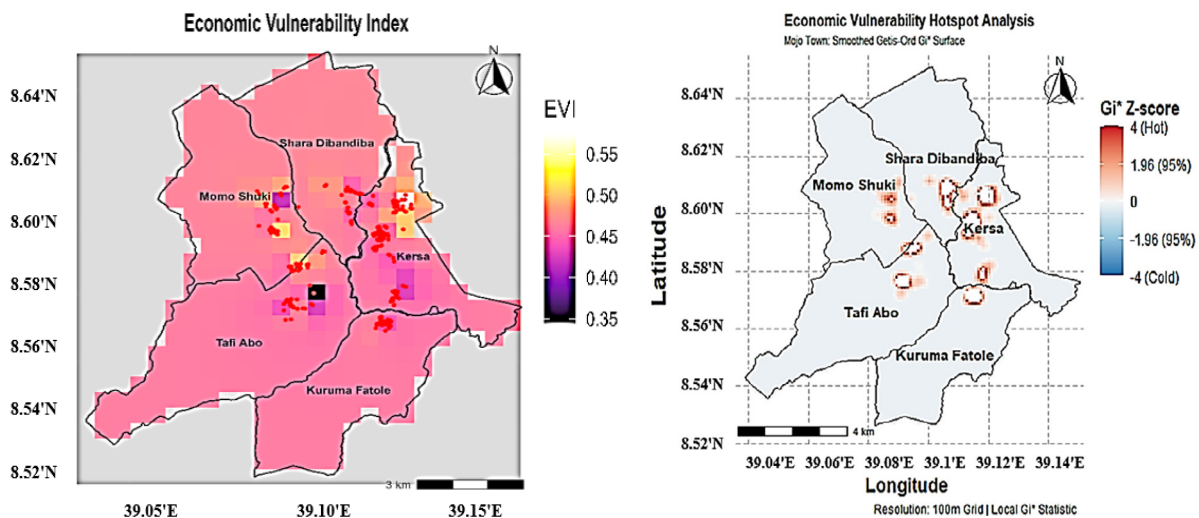 Economic Vulnerability Index
N
8.64'N
8.62'N
8.60'N
8.58'N
8.56'N
8.54'N
8.52'N
Shara Dibandiba
Momo Shuki
Kersa
Tafi Abo
Kuruma Fatole
3 km
39.05'E
39.10'E
39.15'E
EVI
0.55
0.50
0.45
0.40
0.35
Economic Vulnerability Hotspot Analysis
Mojo Town: Smoothed Getis-Ord Gi* Surface
N
Latitude
8.64'N
8.62'N
8.60'N
8.58'N
8.56'N
8.54'N
8.52'N
Shara Dibandiba
Momo Shuki
Kersa
Tafi Abo
Kuruma Fatole
4 km
39.04'E
39.06'E
39.08'E
39.1'E
39.12'E
39.14'E
Longitude
Resolution: 100m Grid | Local Gi* Statistic
Gi* Z-score
4 (Hot)
1.96 (95%)
0
-1.96 (95%)
-4 (Cold)